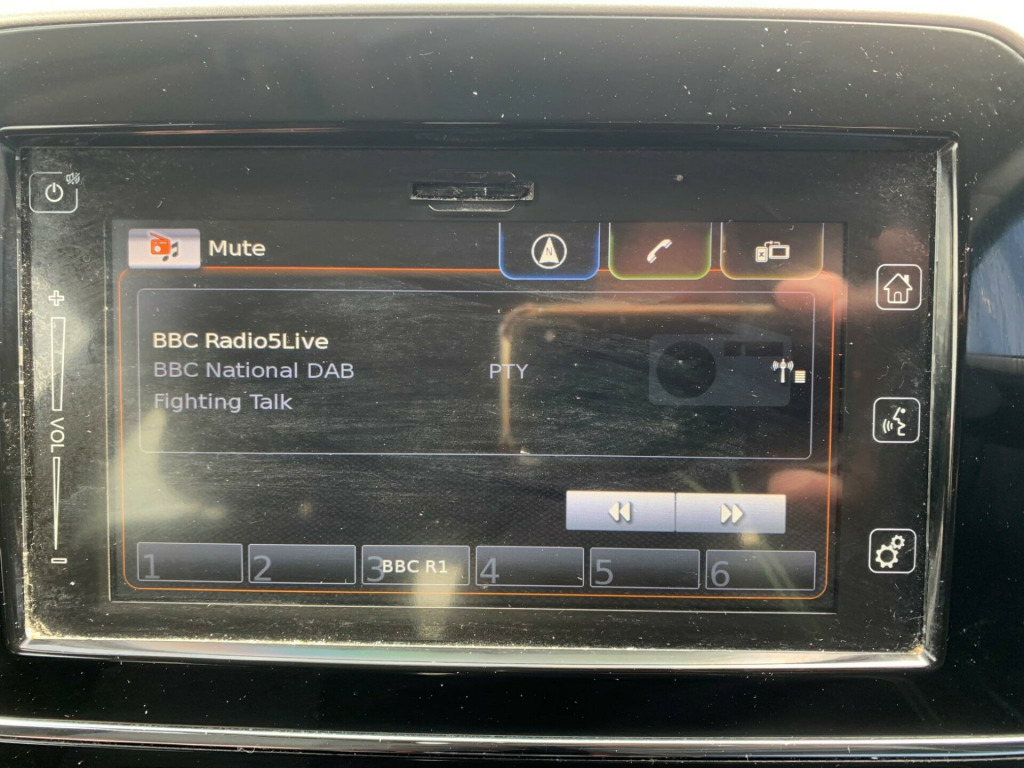 Mute
BBC Radio5Live
BBC National DAB
PTY
Fighting Talk
VOL
1
2
3 BBC R1
4
5
6